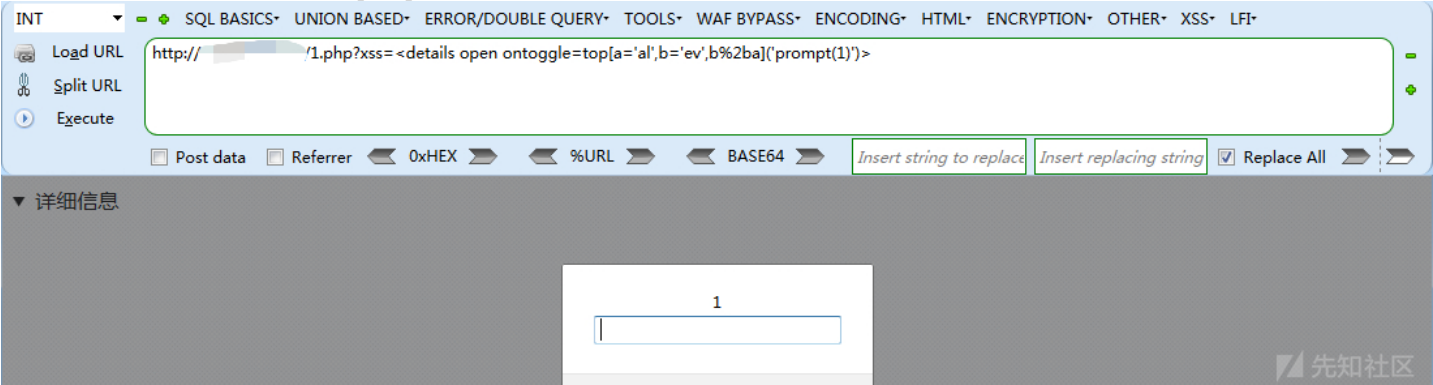 INT SQL BASICS UNION BASED ERROR/DOUBLE QUERY TOOLS WAF BYPASS ENCODING HTML ENCRYPTION OTHER XSS LFI
Load URL http:// /1.php?xss=<details open ontoggle=top[a='al',b='ev',b%2ba]('prompt(1)')>
Split URL
Execute
Post data Referrer 0xHEX %URL BASE64 Insert string to replace Insert replacing string Replace All
▼ 详细信息
1
先知社区